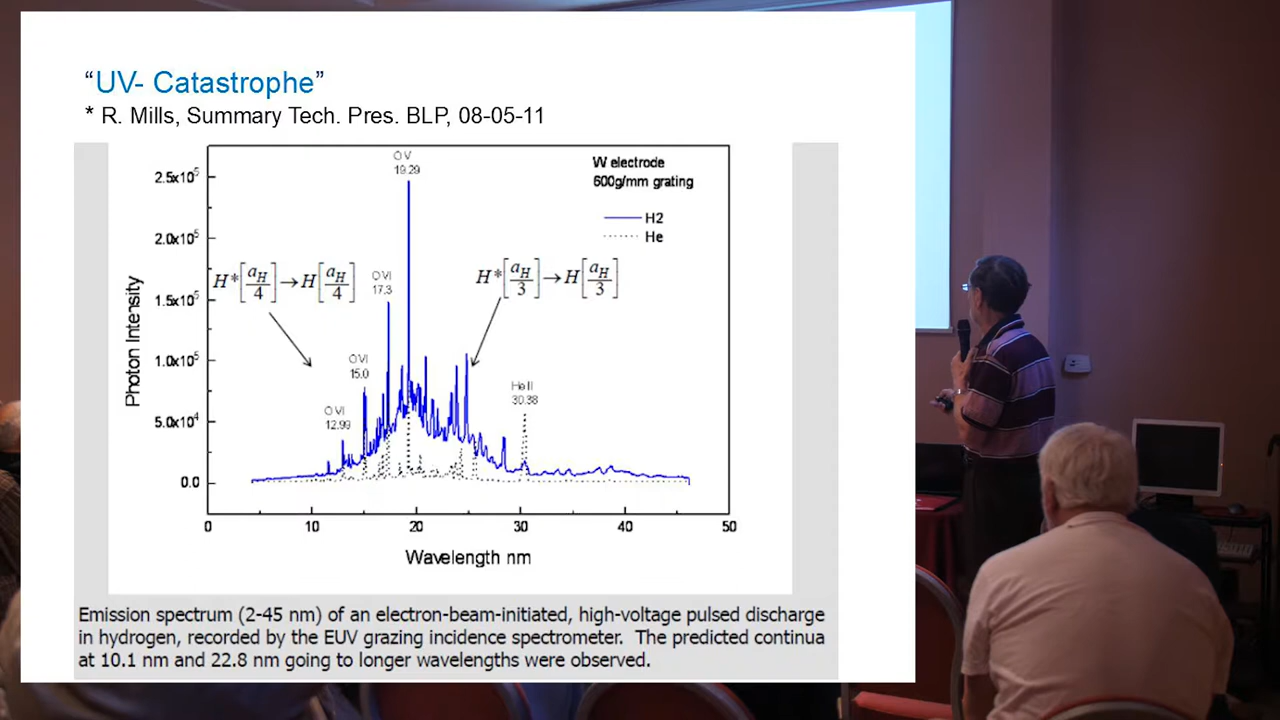 “UV- Catastrophe”
* R. Mills, Summary Tech. Pres. BLP, 08-05-11
O V
19.29
W electrode
600g/mm grating
H2
He
2.5x10^5
2.0x10^5
1.5x10^5
1.0x10^5
5.0x10^4
0.0
Photon Intensity
H*[aH/4]→H[aH/4]
O VI
17.3
H*[aH/3]→H[aH/3]
O VI
15.0
O VI
12.99
He II
30.38
0 10 20 30 40 50
Wavelength nm
Emission spectrum (2-45 nm) of an electron-beam-initiated, high-voltage pulsed discharge
in hydrogen, recorded by the EUV grazing incidence spectrometer. The predicted continua
at 10.1 nm and 22.8 nm going to longer wavelengths were observed.